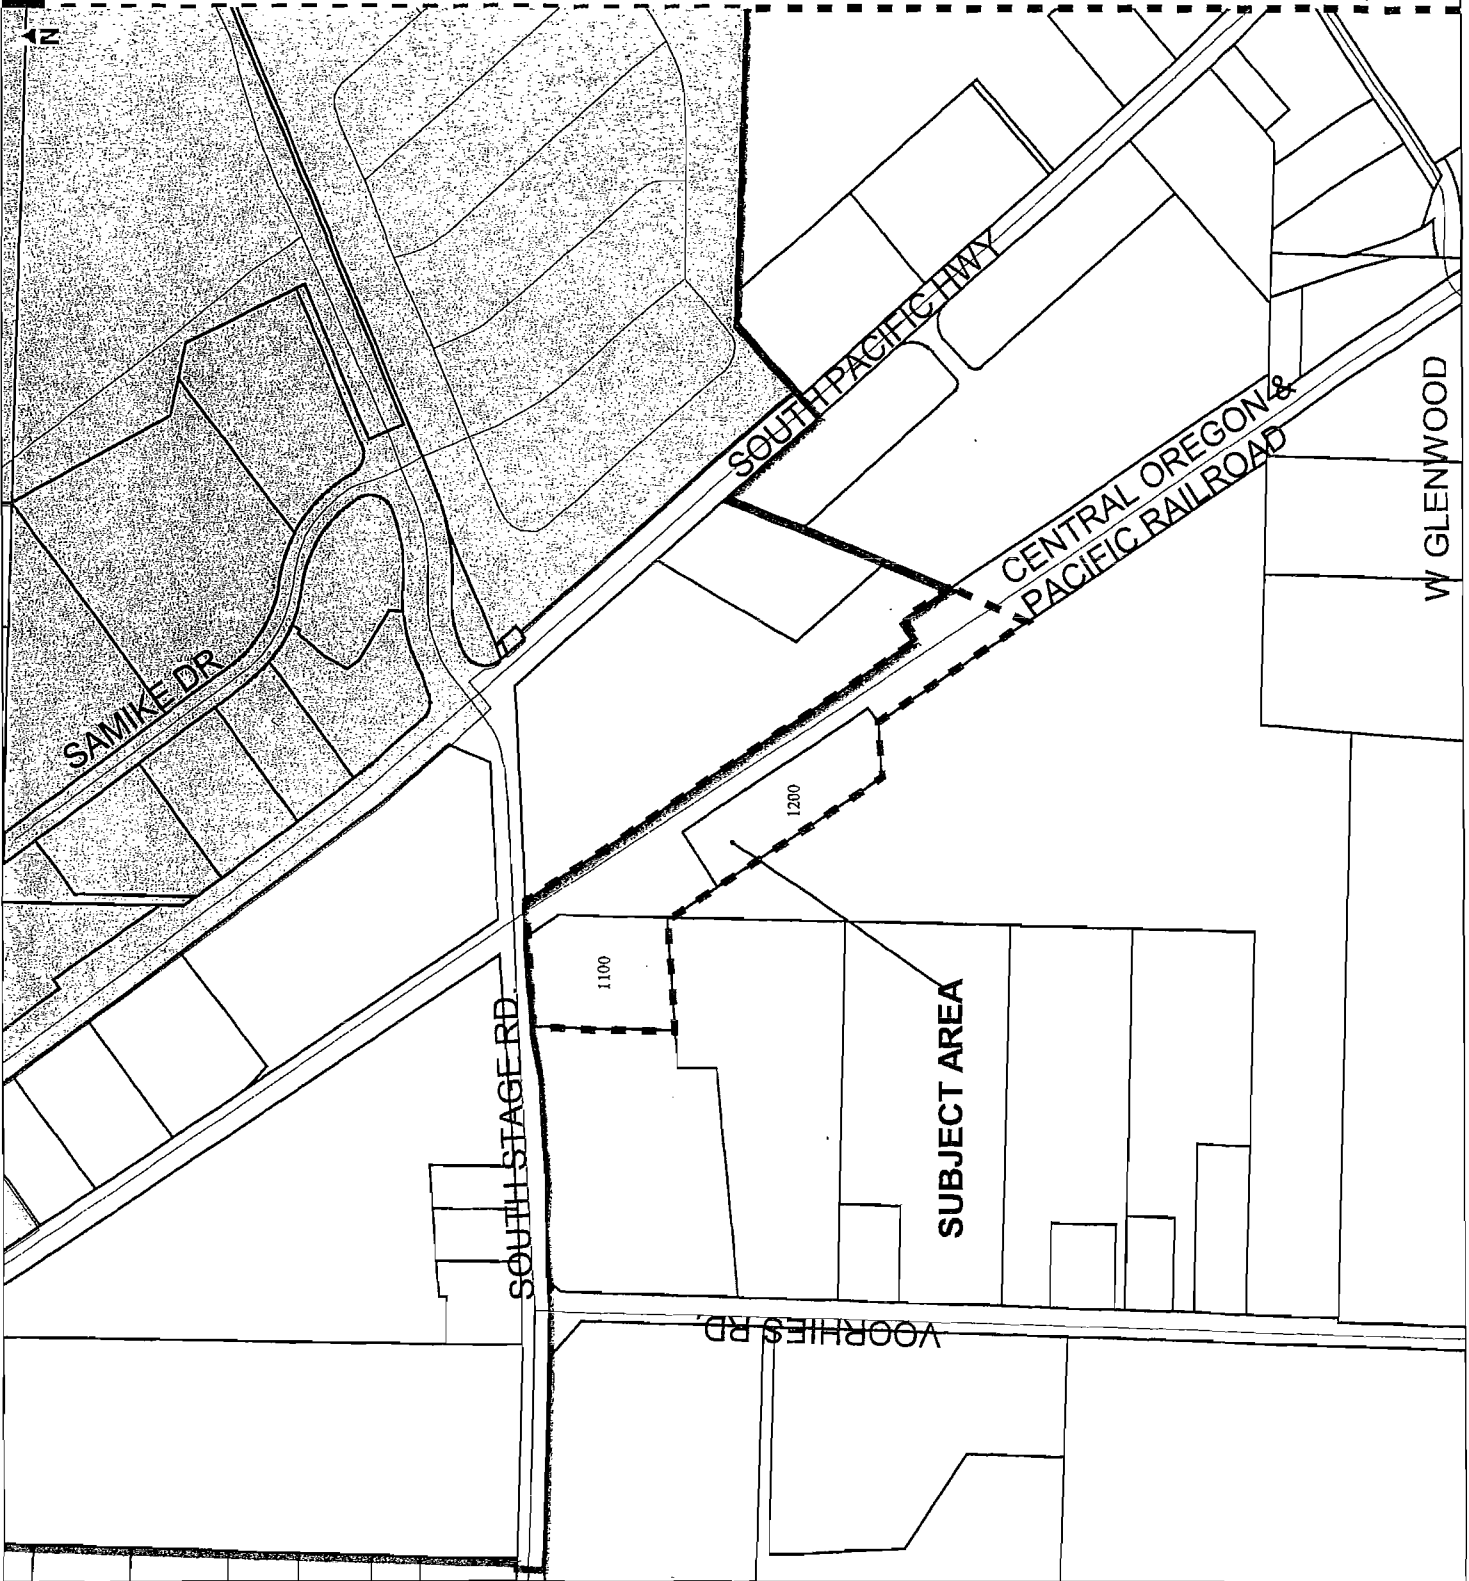 N
SAMIKE DR
SOUTH PACIFIC HWY
CENTRAL OREGON &
PACIFIC RAILROAD
W GLENWOOD
1200
1100
SOUTH STAGE RD.
SUBJECT AREA
VOORHIES RD.